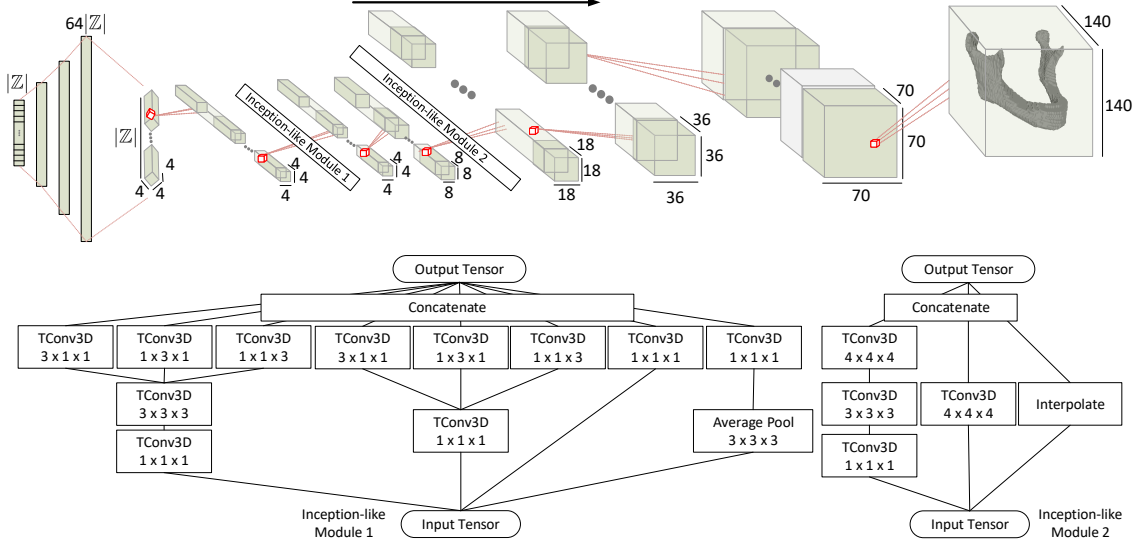 64|ℤ|
|ℤ|
|ℤ|
4
4
4
4
Inception-like Module 1
4
4
4
4
4
4
Inception-like Module 2
8
8
8
18
18
18
36
36
36
70
70
70
140
140
Output Tensor
Concatenate
TConv3D
3 x 1 x 1
TConv3D
1 x 3 x 1
TConv3D
1 x 1 x 3
TConv3D
3 x 1 x 1
TConv3D
1 x 3 x 1
TConv3D
1 x 1 x 3
TConv3D
1 x 1 x 1
TConv3D
1 x 1 x 1
TConv3D
3 x 3 x 3
TConv3D
1 x 1 x 1
TConv3D
1 x 1 x 1
Average Pool
3 x 3 x 3
Inception-like
Module 1
Input Tensor
Output Tensor
Concatenate
TConv3D
4 x 4 x 4
TConv3D
3 x 3 x 3
TConv3D
4 x 4 x 4
Interpolate
TConv3D
1 x 1 x 1
Input Tensor
Inception-like
Module 2